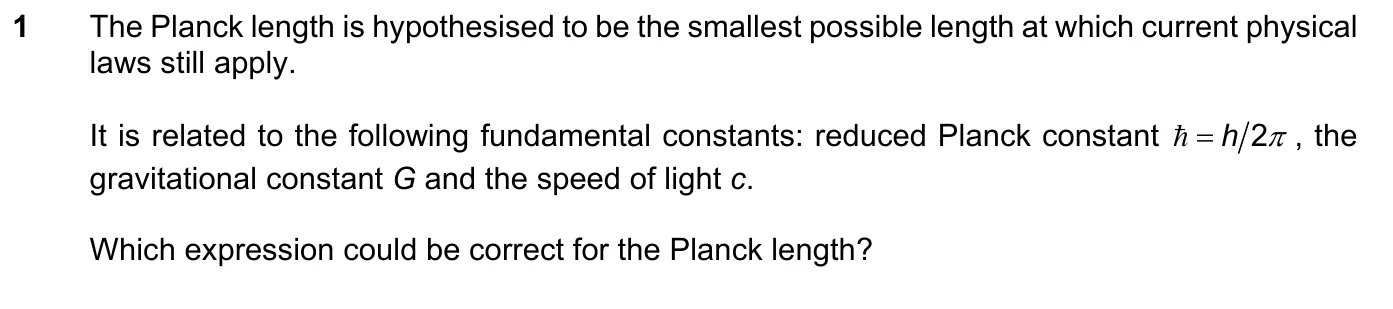 1 The Planck length is hypothesised to be the smallest possible length at which current physical
laws still apply.
It is related to the following fundamental constants: reduced Planck constant ℏ = h/2π , the
gravitational constant G and the speed of light c.
Which expression could be correct for the Planck length?